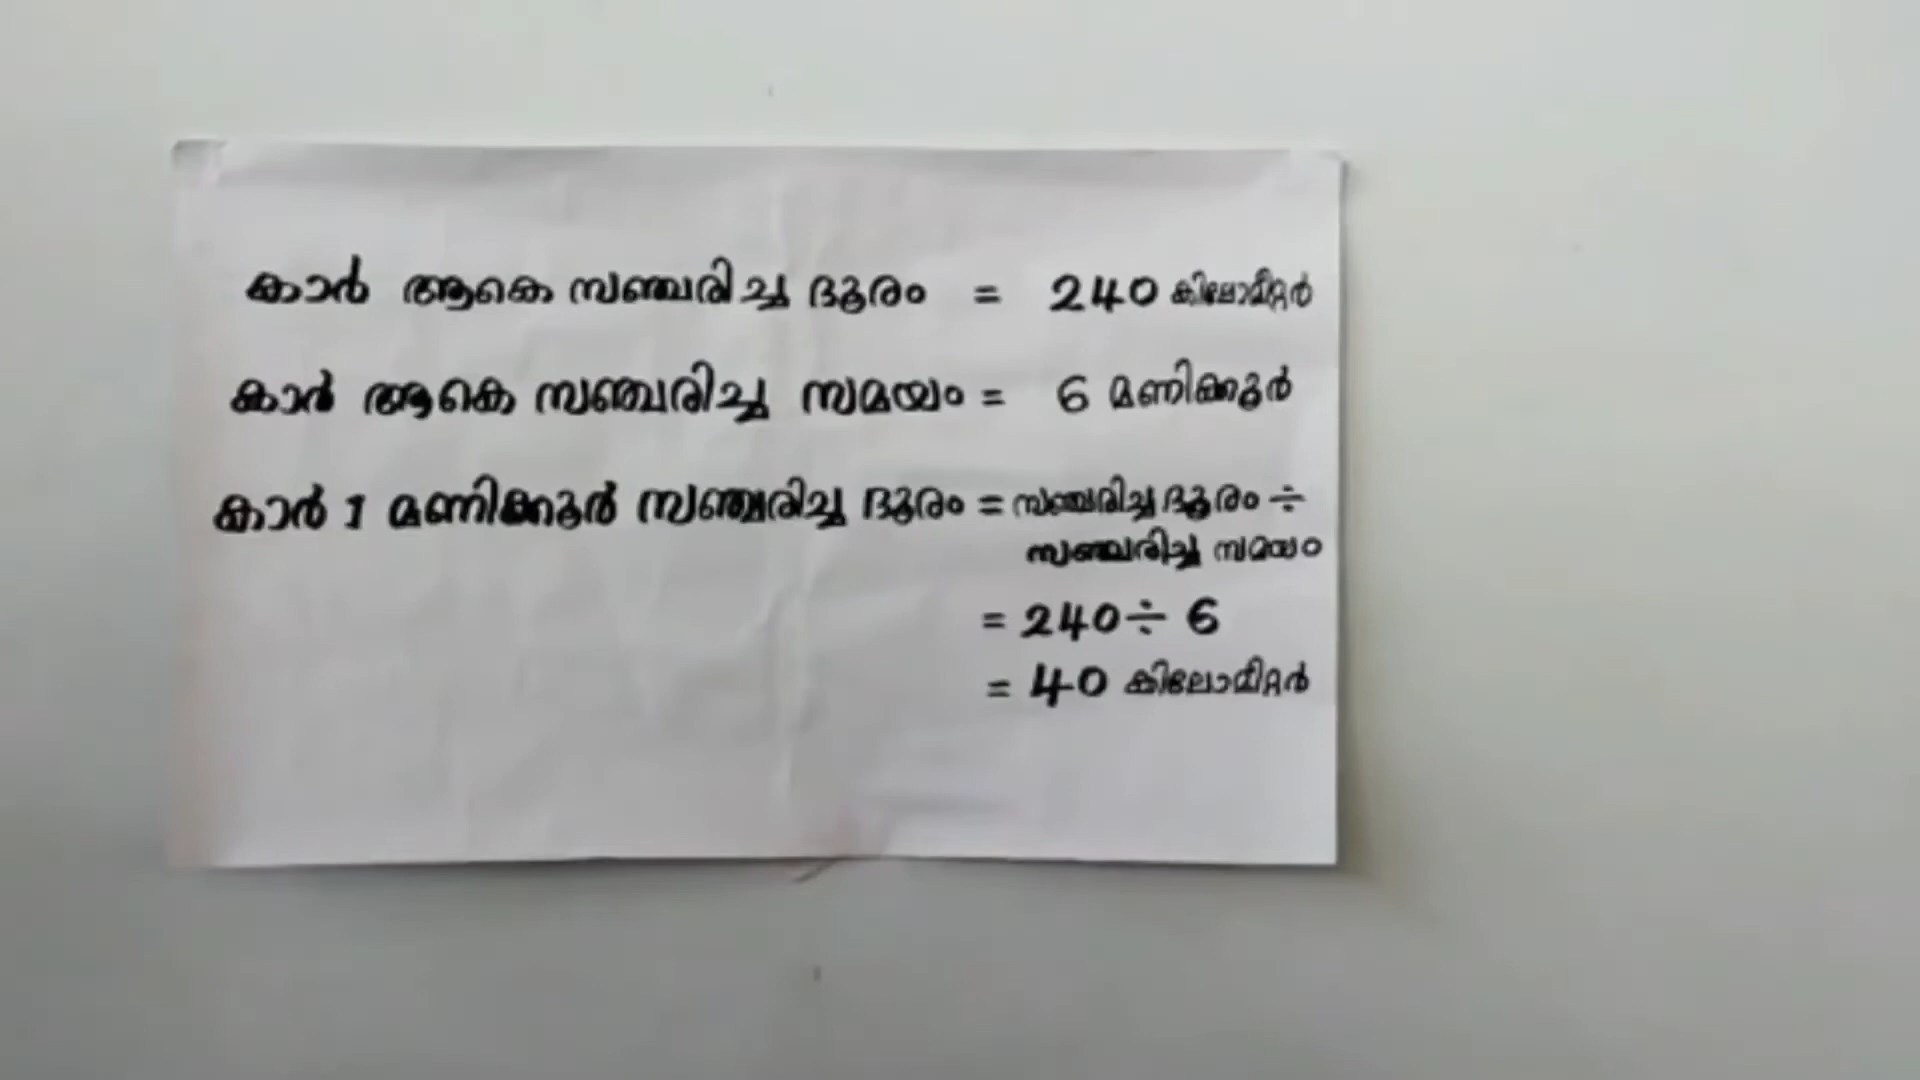 കാർ ആകെ സഞ്ചരിച്ച ദൂരം = 240 കിലോമീറ്റർ
കാർ ആകെ സഞ്ചരിച്ച സമയം = 6 മണിക്കൂർ
കാർ 1 മണിക്കൂർ സഞ്ചരിച്ച ദൂരം = സഞ്ചരിച്ച ദൂരം ÷
സഞ്ചരിച്ച സമയം
= 240 ÷ 6
= 40 കിലോമീറ്റർ